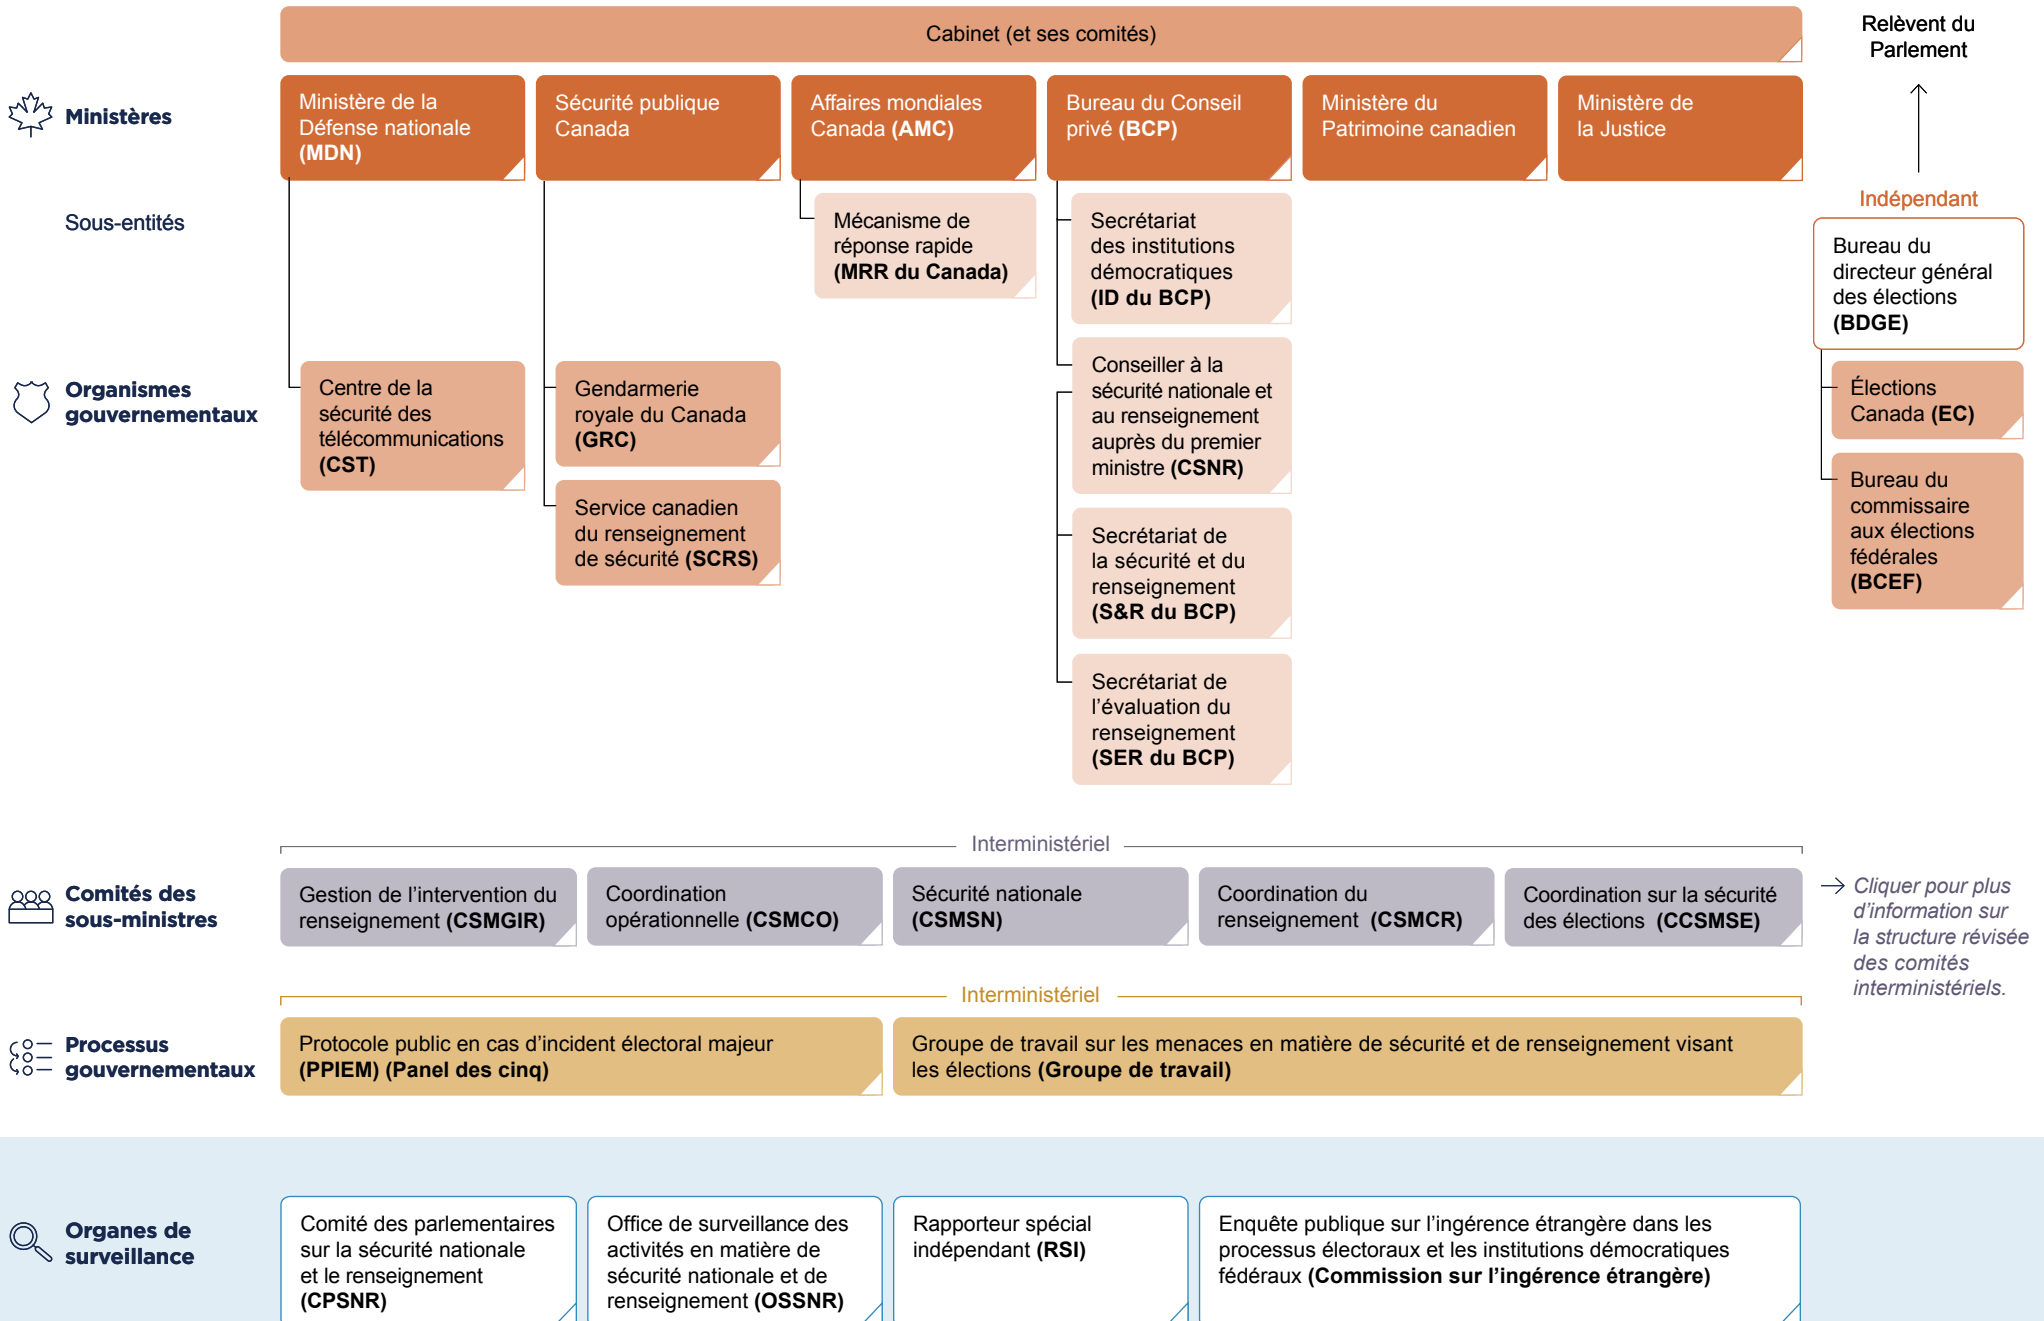 Cabinet (et ses comités)
Relèvent du
Parlement
Ministères
Ministère de la
Défense nationale
(MDN)
Sécurité publique
Canada
Affaires mondiales
Canada (AMC)
Bureau du Conseil
privé (BCP)
Ministère du
Patrimoine canadien
Ministère de
la Justice
Indépendant
Sous-entités
Mécanisme de
réponse rapide
(MRR du Canada)
Secrétariat
des institutions
démocratiques
(ID du BCP)
Bureau du
directeur général
des élections
(BDGE)
Organismes
gouvernementaux
Centre de la
sécurité des
télécommunications
(CST)
Gendarmerie
royale du Canada
(GRC)
Service canadien
du renseignement
de sécurité (SCRS)
Conseiller à la
sécurité nationale et
au renseignement
auprès du premier
ministre (CSNR)
Secrétariat de
la sécurité et du
renseignement
(S&R du BCP)
Secrétariat de
l'évaluation du
renseignement
(SER du BCP)
Élections
Canada (EC)
Bureau du
commissaire
aux élections
fédérales
(BCEF)
Interministériel
Comités des
sous-ministres
Gestion de l'intervention du
renseignement (CSMGIR)
Coordination
opérationnelle (CSMCO)
Sécurité nationale
(CSMSN)
Coordination du
renseignement (CSMCR)
Coordination sur la sécurité
des élections (CCSMSE)
→ Cliquer pour plus
d'information sur
la structure révisée
des comités
interministériels.
Interministériel
Processus
gouvernementaux
Protocole public en cas d'incident électoral majeur
(PPIEM) (Panel des cinq)
Groupe de travail sur les menaces en matière de sécurité et de renseignement visant
les élections (Groupe de travail)
Organes de
surveillance
Comité des parlementaires
sur la sécurité nationale
et le renseignement
(CPSNR)
Office de surveillance des
activités en matière de
sécurité nationale et de
renseignement (OSSNR)
Rapporteur spécial
indépendant (RSI)
Enquête publique sur l'ingérence étrangère dans les
processus électoraux et les institutions démocratiques
fédéraux (Commission sur l'ingérence étrangère)